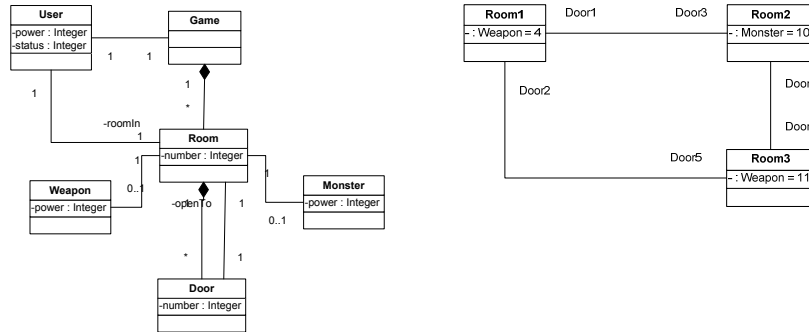 User
-power : Integer
-status : Integer
Game
1
1
1
*
1
-roomIn
1
Room
-number : Integer
1
0..1
Weapon
-power : Integer
1
0..1
Monster
-power : Integer
-openTo
1
1
*
1
Door
-number : Integer
Room1
- : Weapon = 4
Door1
Door3
Room2
- : Monster = 10
Door2
Door5
Room3
- : Weapon = 11